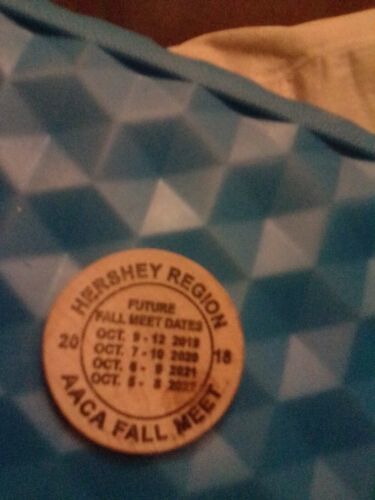 HERSHEY REGION
FUTURE
FALL MEET DATES
OCT. 9 - 12 2019
OCT. 7 - 10 2020
OCT. 6 - 9 2021
OCT. 5 - 8 2022
20 18
AACA FALL MEET